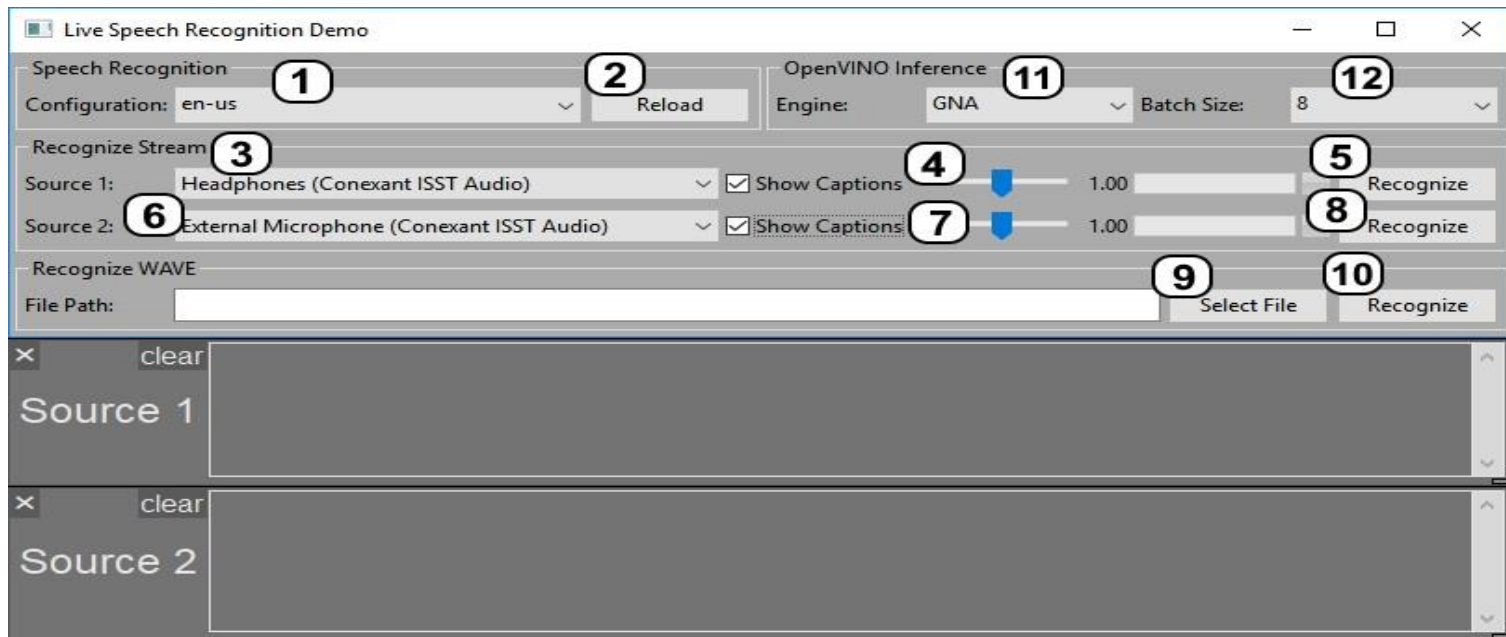 Live Speech Recognition Demo
Speech Recognition 1 2 OpenVINO Inference 11 12
Configuration: en-us Reload Engine: GNA Batch Size: 8
Recognize Stream 3 4 5
Source 1: Headphones (Conexant ISST Audio) Show Captions 1.00 Recognize
Source 2: 6 External Microphone (Conexant ISST Audio) Show Captions 7 1.00 8 Recognize
Recognize WAVE 9 10
File Path: Select File Recognize
clear
Source 1
clear
Source 2